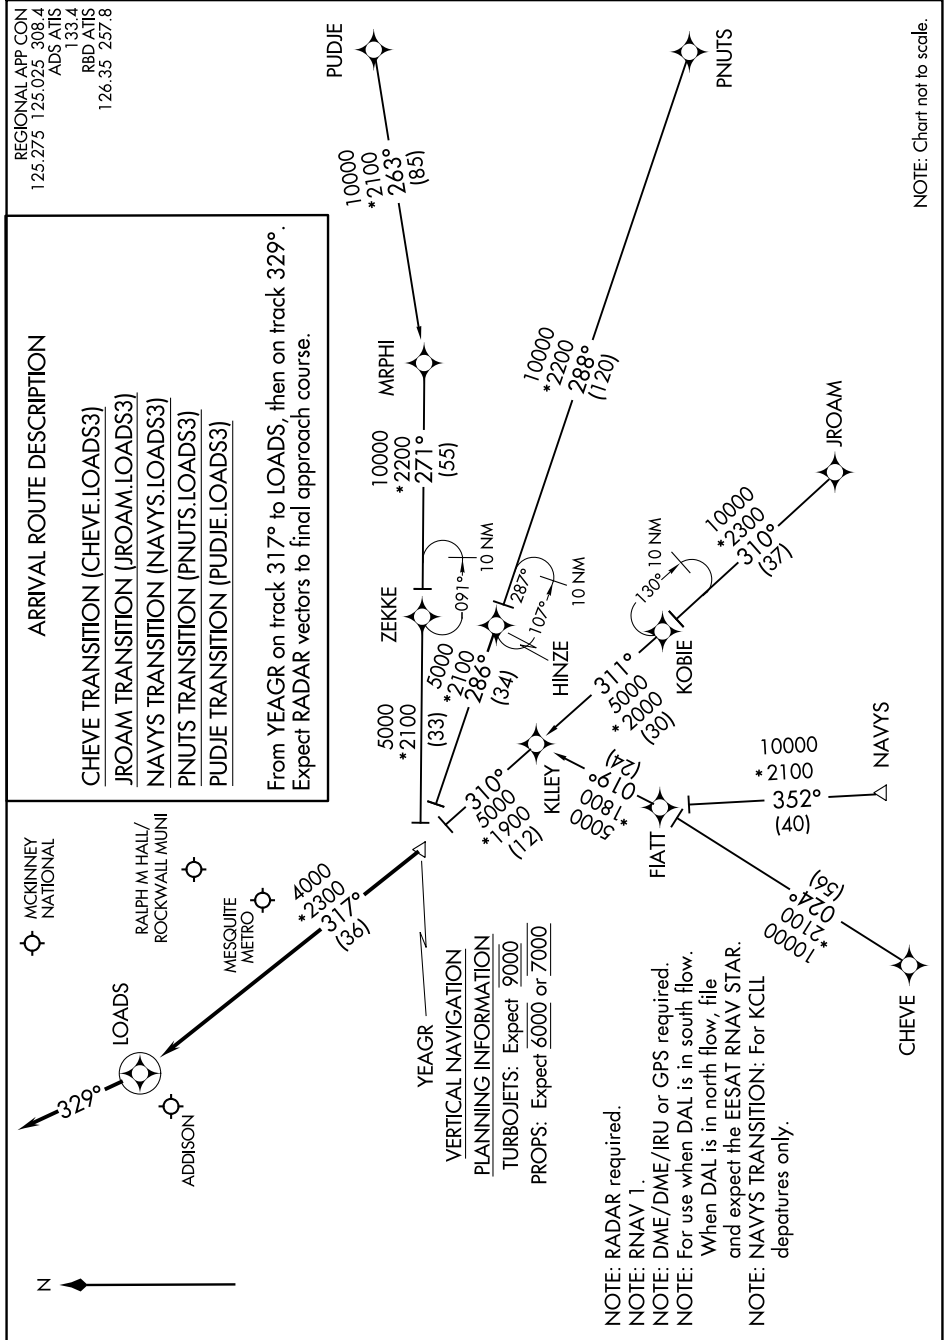 REGIONAL APP CON
125.275 125.025 308.4
ADS ATIS
133.4
RBD ATIS
126.35 257.8
ARRIVAL ROUTE DESCRIPTION
CHEVE TRANSITION (CHEVE.LOADS3)
JROAM TRANSITION (JROAM.LOADS3)
NAVYS TRANSITION (NAVYS.LOADS3)
PNUTS TRANSITION (PNUTS.LOADS3)
PUDJE TRANSITION (PUDJE.LOADS3)
From YEAGR on track 317° to LOADS, then on track 329°.
Expect RADAR vectors to final approach course.
N
329°
LOADS
ADDISON
MCKINNEY
NATIONAL
RALPH M HALL/
ROCKWALL MUNI
MESQUITE
METRO
4000
*2300
317°
(36)
YEAGR
VERTICAL NAVIGATION
PLANNING INFORMATION
TURBOJETS: Expect 9000
PROPS: Expect 6000 or 7000
PUDJE
10000
*2100
263°
(85)
MRPHI
10000
*2200
271°
(55)
ZEKKE
091°
10 NM
5000
*2100
(33)
PNUTS
10000
*2200
288°
(120)
HINZE
287°
107°
10 NM
5000
*2100
286°
(34)
JROAM
10000
*2300
310°
(37)
KOBIE
130°
10 NM
311°
5000
*2000
(30)
KLLEY
310°
5000
*1900
(12)
(24)
019°
*1800
5000
FIATT
NAVYS
10000
*2100
352°
(40)
CHEVE
(56)
024°
*2100
10000
NOTE: RADAR required.
NOTE: RNAV 1.
NOTE: DME/DME/IRU or GPS required.
NOTE: For use when DAL is in south flow.
When DAL is in north flow, file
and expect the EESAT RNAV STAR.
NOTE: NAVYS TRANSITION: For KCLL
depatures only.
NOTE: Chart not to scale.